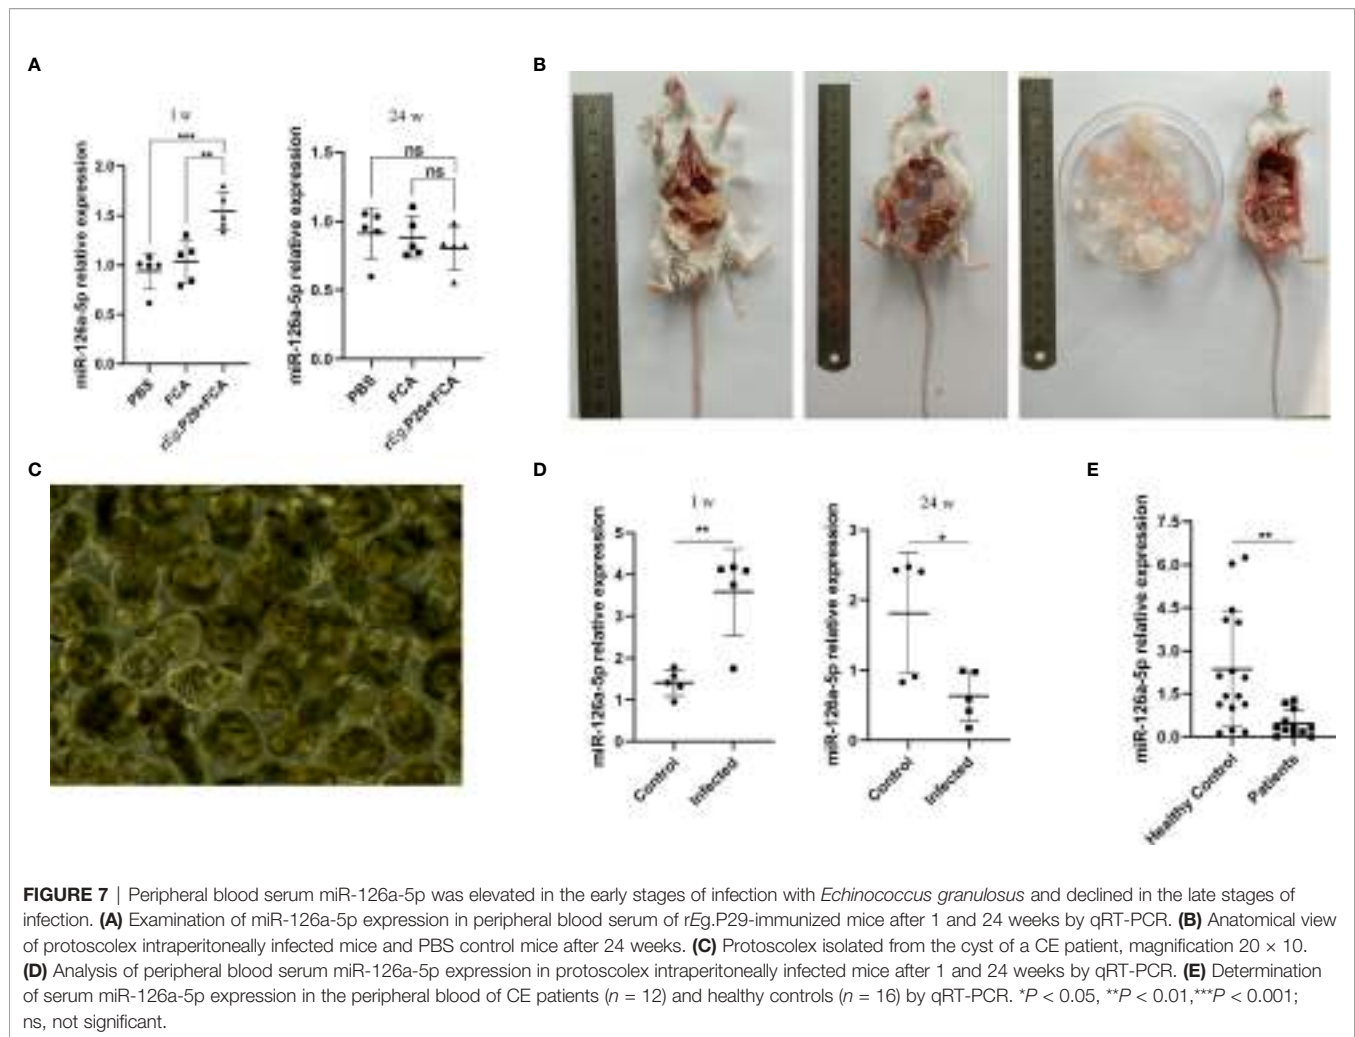 A
B
1 w
24 w
***
**
ns
ns
miR-126a-5p relative expression
2.0
1.5
1.0
0.5
0.0
PBS
FCA
rEg.P29+FCA
miR-126a-5p relative expression
1.5
1.0
0.5
0.0
PBS
FCA
rEg.P29+FCA
C
D
E
1 w
**
miR-126a-5p relative expression
5
4
3
2
1
0
Control
Infected
24 w
*
miR-126a-5p relative expression
3
2
1
0
Control
Infected
**
miR-126a-5p relative expression
7.5
6.0
4.5
3.0
1.5
0.0
Healthy Control
Patients
FIGURE 7 | Peripheral blood serum miR-126a-5p was elevated in the early stages of infection with Echinococcus granulosus and declined in the late stages of
infection. (A) Examination of miR-126a-5p expression in peripheral blood serum of rEg.P29-immunized mice after 1 and 24 weeks by qRT-PCR. (B) Anatomical view
of protoscolex intraperitoneally infected mice and PBS control mice after 24 weeks. (C) Protoscolex isolated from the cyst of a CE patient, magnification 20 × 10.
(D) Analysis of peripheral blood serum miR-126a-5p expression in protoscolex intraperitoneally infected mice after 1 and 24 weeks by qRT-PCR. (E) Determination
of serum miR-126a-5p expression in the peripheral blood of CE patients (n = 12) and healthy controls (n = 16) by qRT-PCR. *P < 0.05, **P < 0.01,***P < 0.001;
ns, not significant.